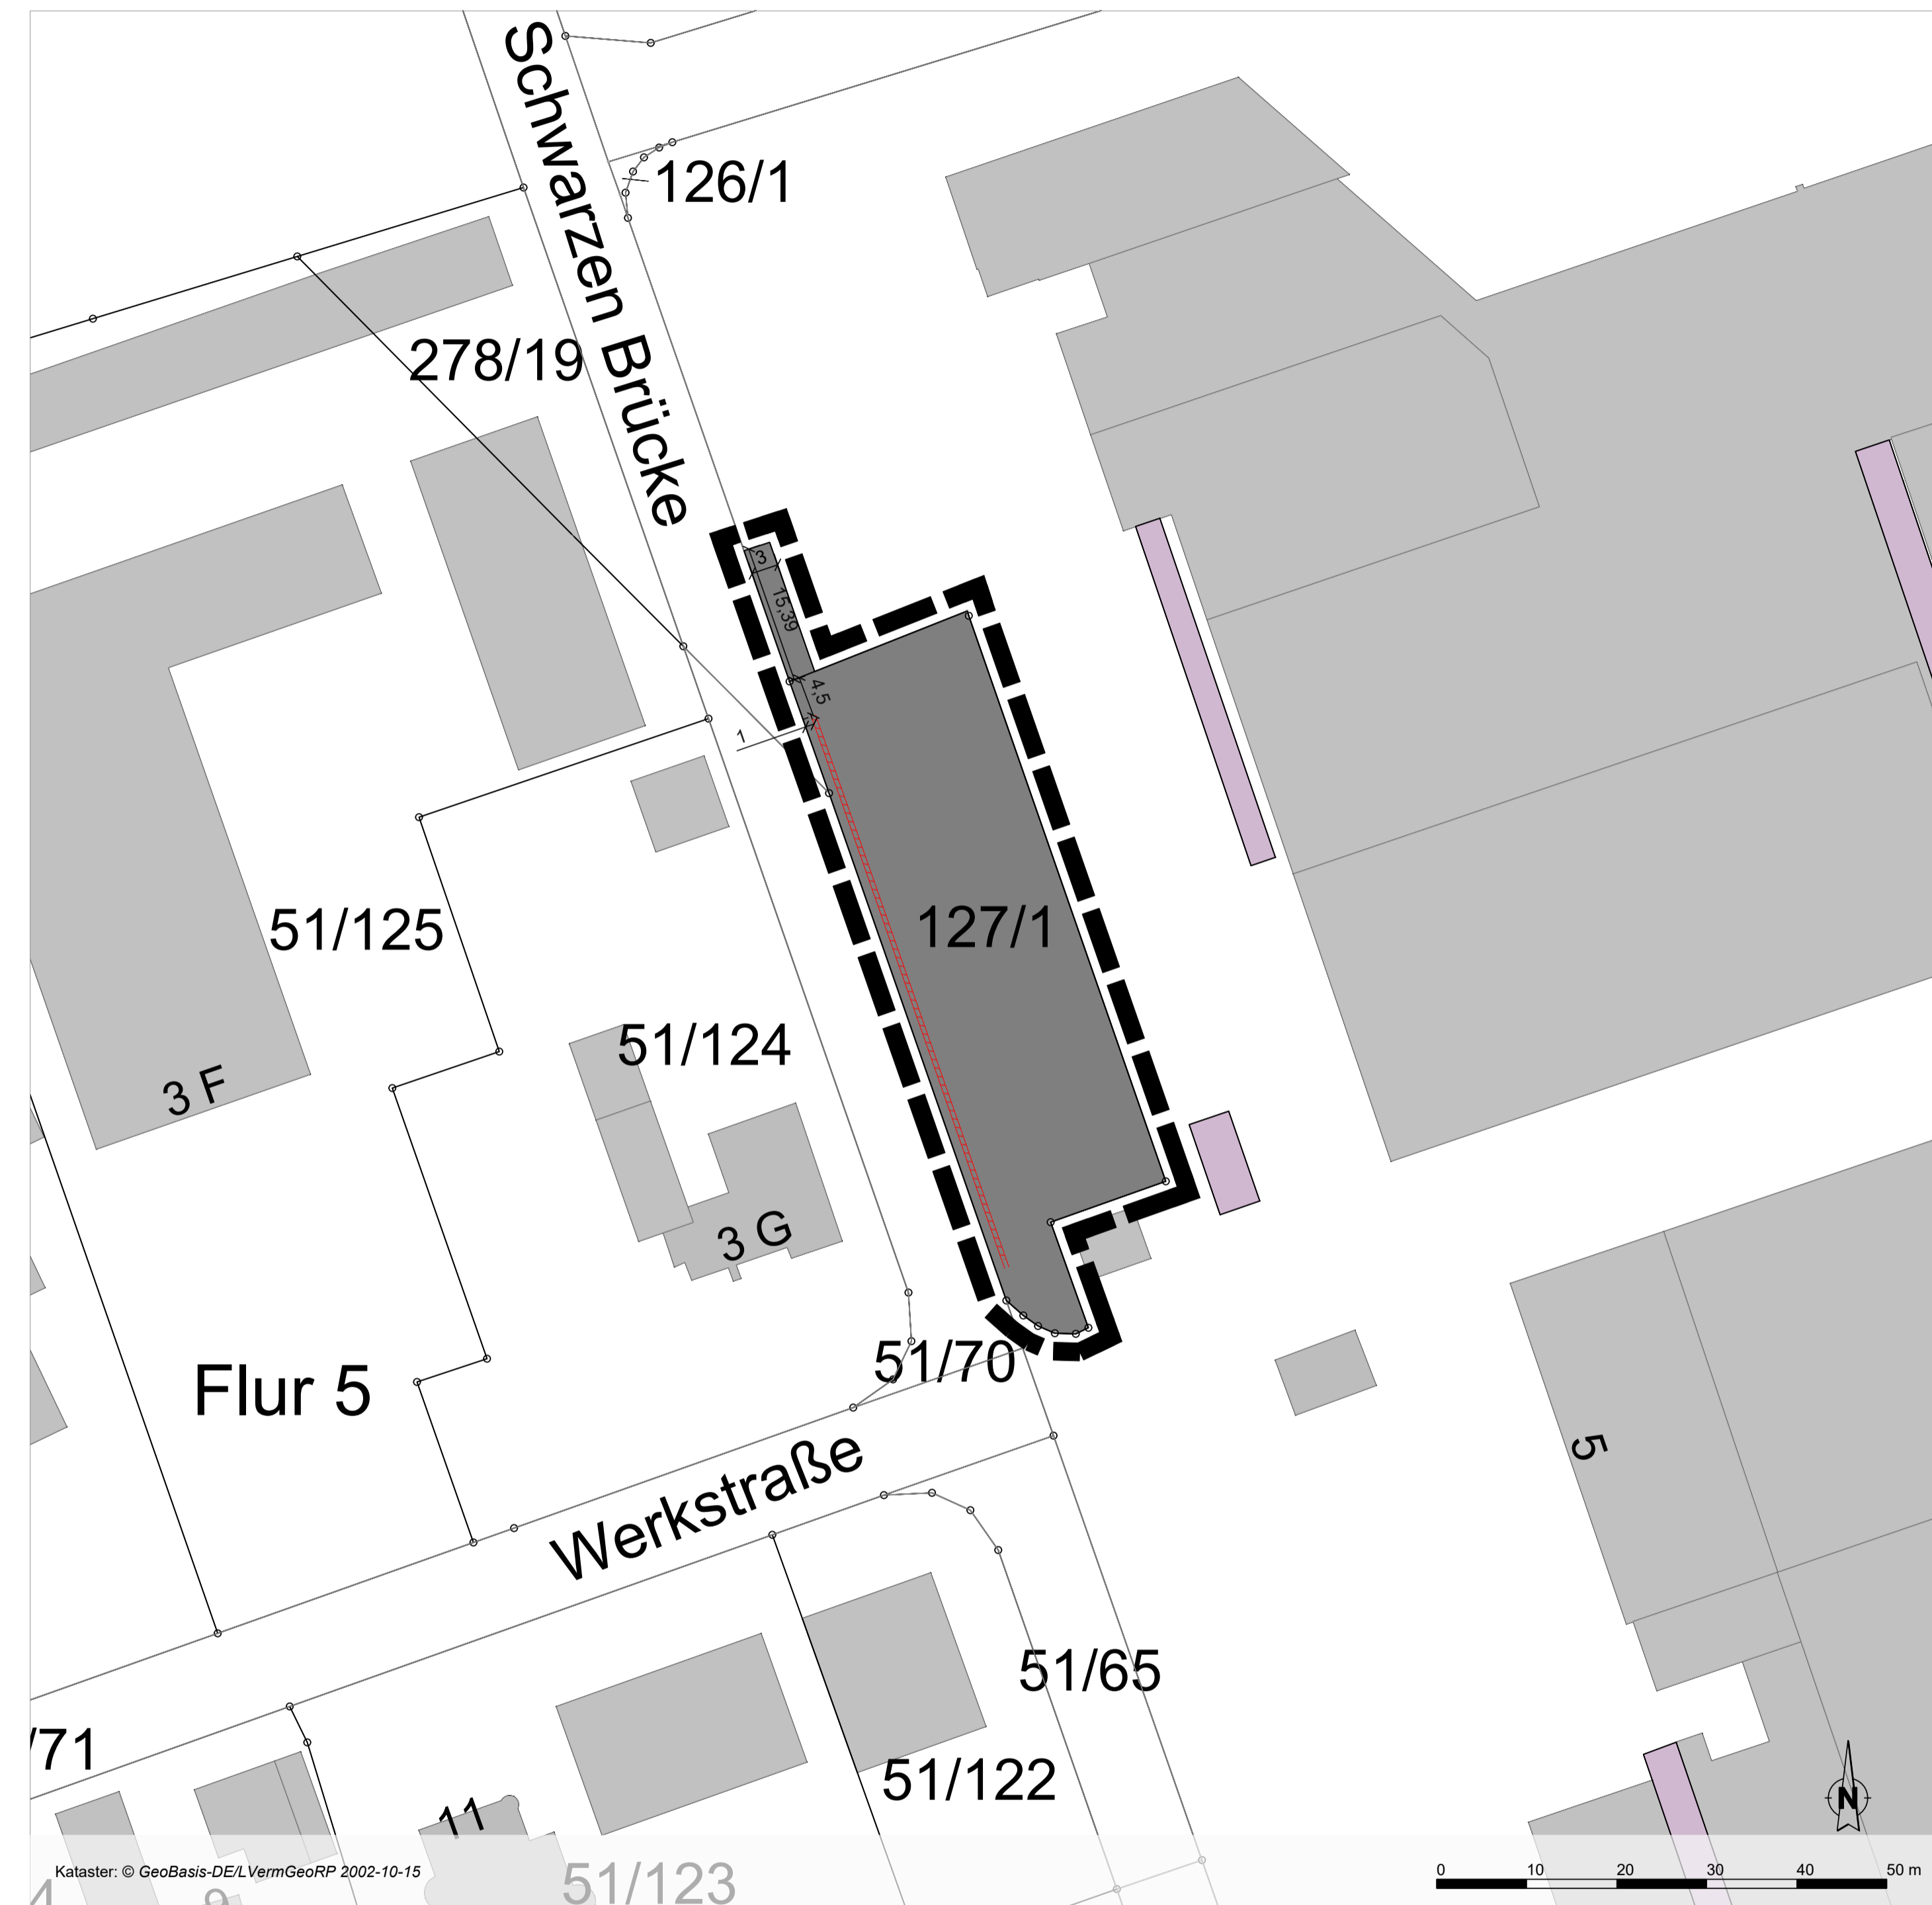 Schwarzen Brücke
126/1
278/19
3
15,39
4,5
1
127/1
51/125
51/124
3 F
3 G
51/70
Flur 5
5
Werkstraße
51/65
/71
51/122
11
N
Kataster: © GeoBasis-DE/LVermGeoRP 2002-10-15
51/123
4
9
0 10 20 30 40 50 m